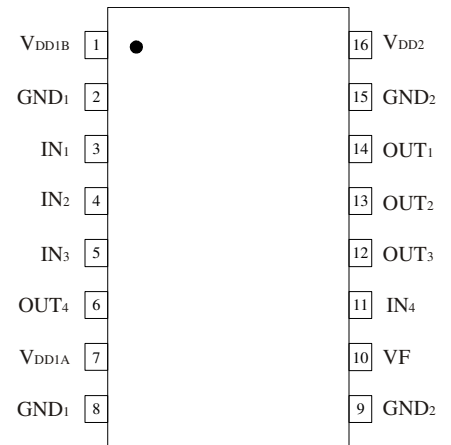 VDD1B 1 16 VDD2
GND1 2 15 GND2
IN1 3 14 OUT1
IN2 4 13 OUT2
IN3 5 12 OUT3
OUT4 6 11 IN4
VDD1A 7 10 VF
GND1 8 9 GND2